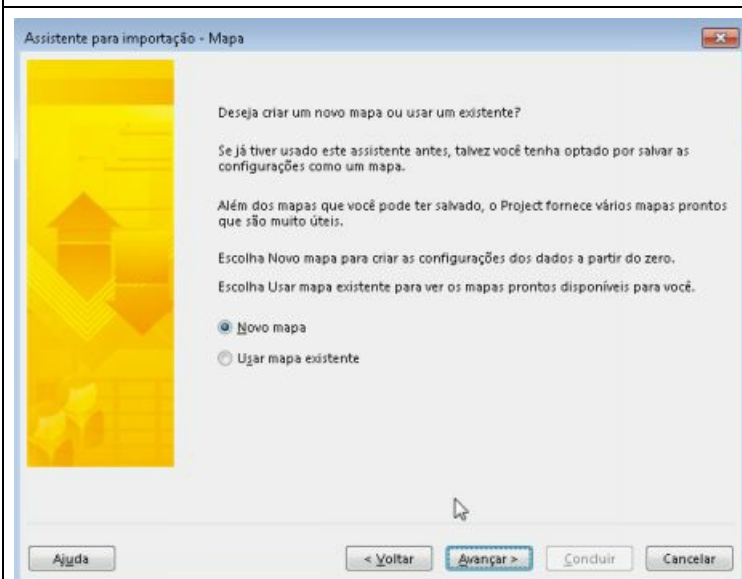 Assistente para importação - Mapa
Deseja criar um novo mapa ou usar um existente?
Se já tiver usado este assistente antes, talvez você tenha optado por salvar as
configurações como um mapa.
Além dos mapas que você pode ter salvado, o Project fornece vários mapas prontos
que são muito úteis.
Escolha Novo mapa para criar as configurações dos dados a partir do zero.
Escolha Usar mapa existente para ver os mapas prontos disponíveis para você.
Novo mapa
Usar mapa existente
Ajuda
< Voltar
Avançar >
Concluir
Cancelar